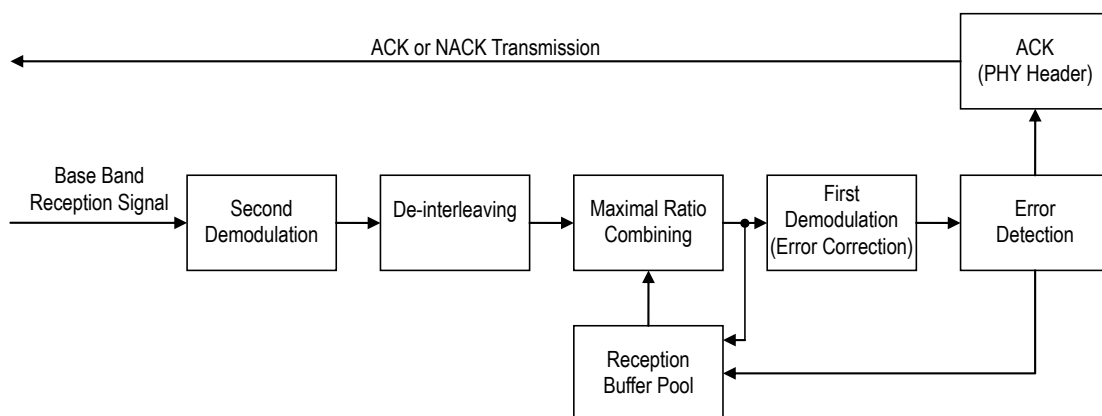 ACK or NACK Transmission
ACK
(PHY Header)
Base Band
Reception Signal
Second
Demodulation
De-interleaving
Maximal Ratio
Combining
First
Demodulation
(Error Correction)
Error
Detection
Reception
Buffer Pool